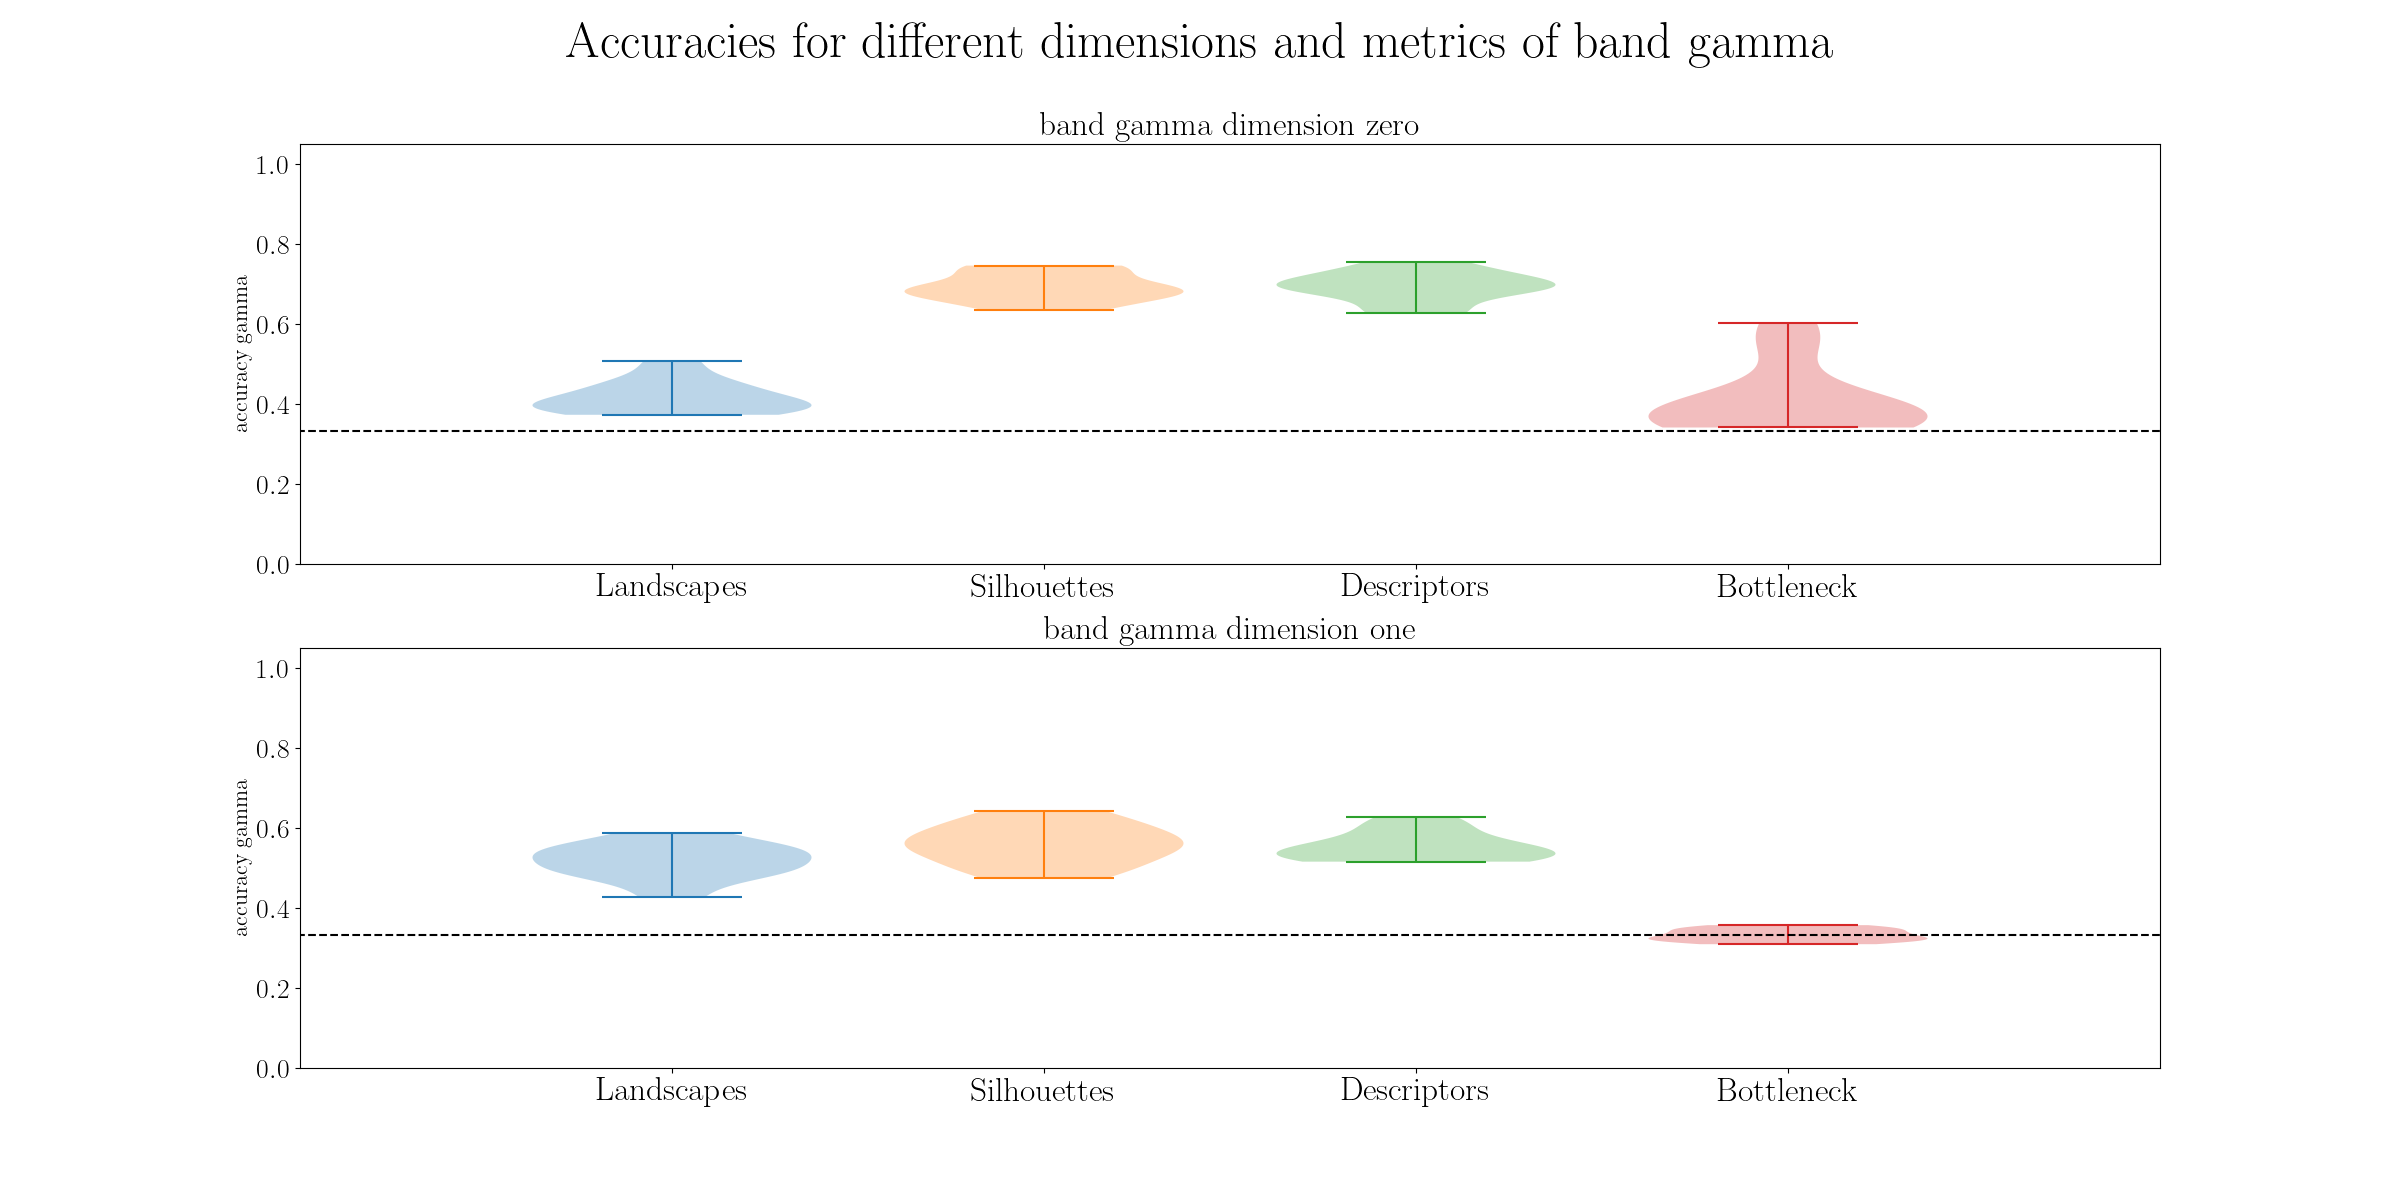 Accuracies for different dimensions and metrics of band gamma
band gamma dimension zero
accuracy gamma
1.0
0.8
0.6
0.4
0.2
0.0
Landscapes Silhouettes Descriptors Bottleneck
band gamma dimension one
accuracy gamma
1.0
0.8
0.6
0.4
0.2
0.0
Landscapes Silhouettes Descriptors Bottleneck